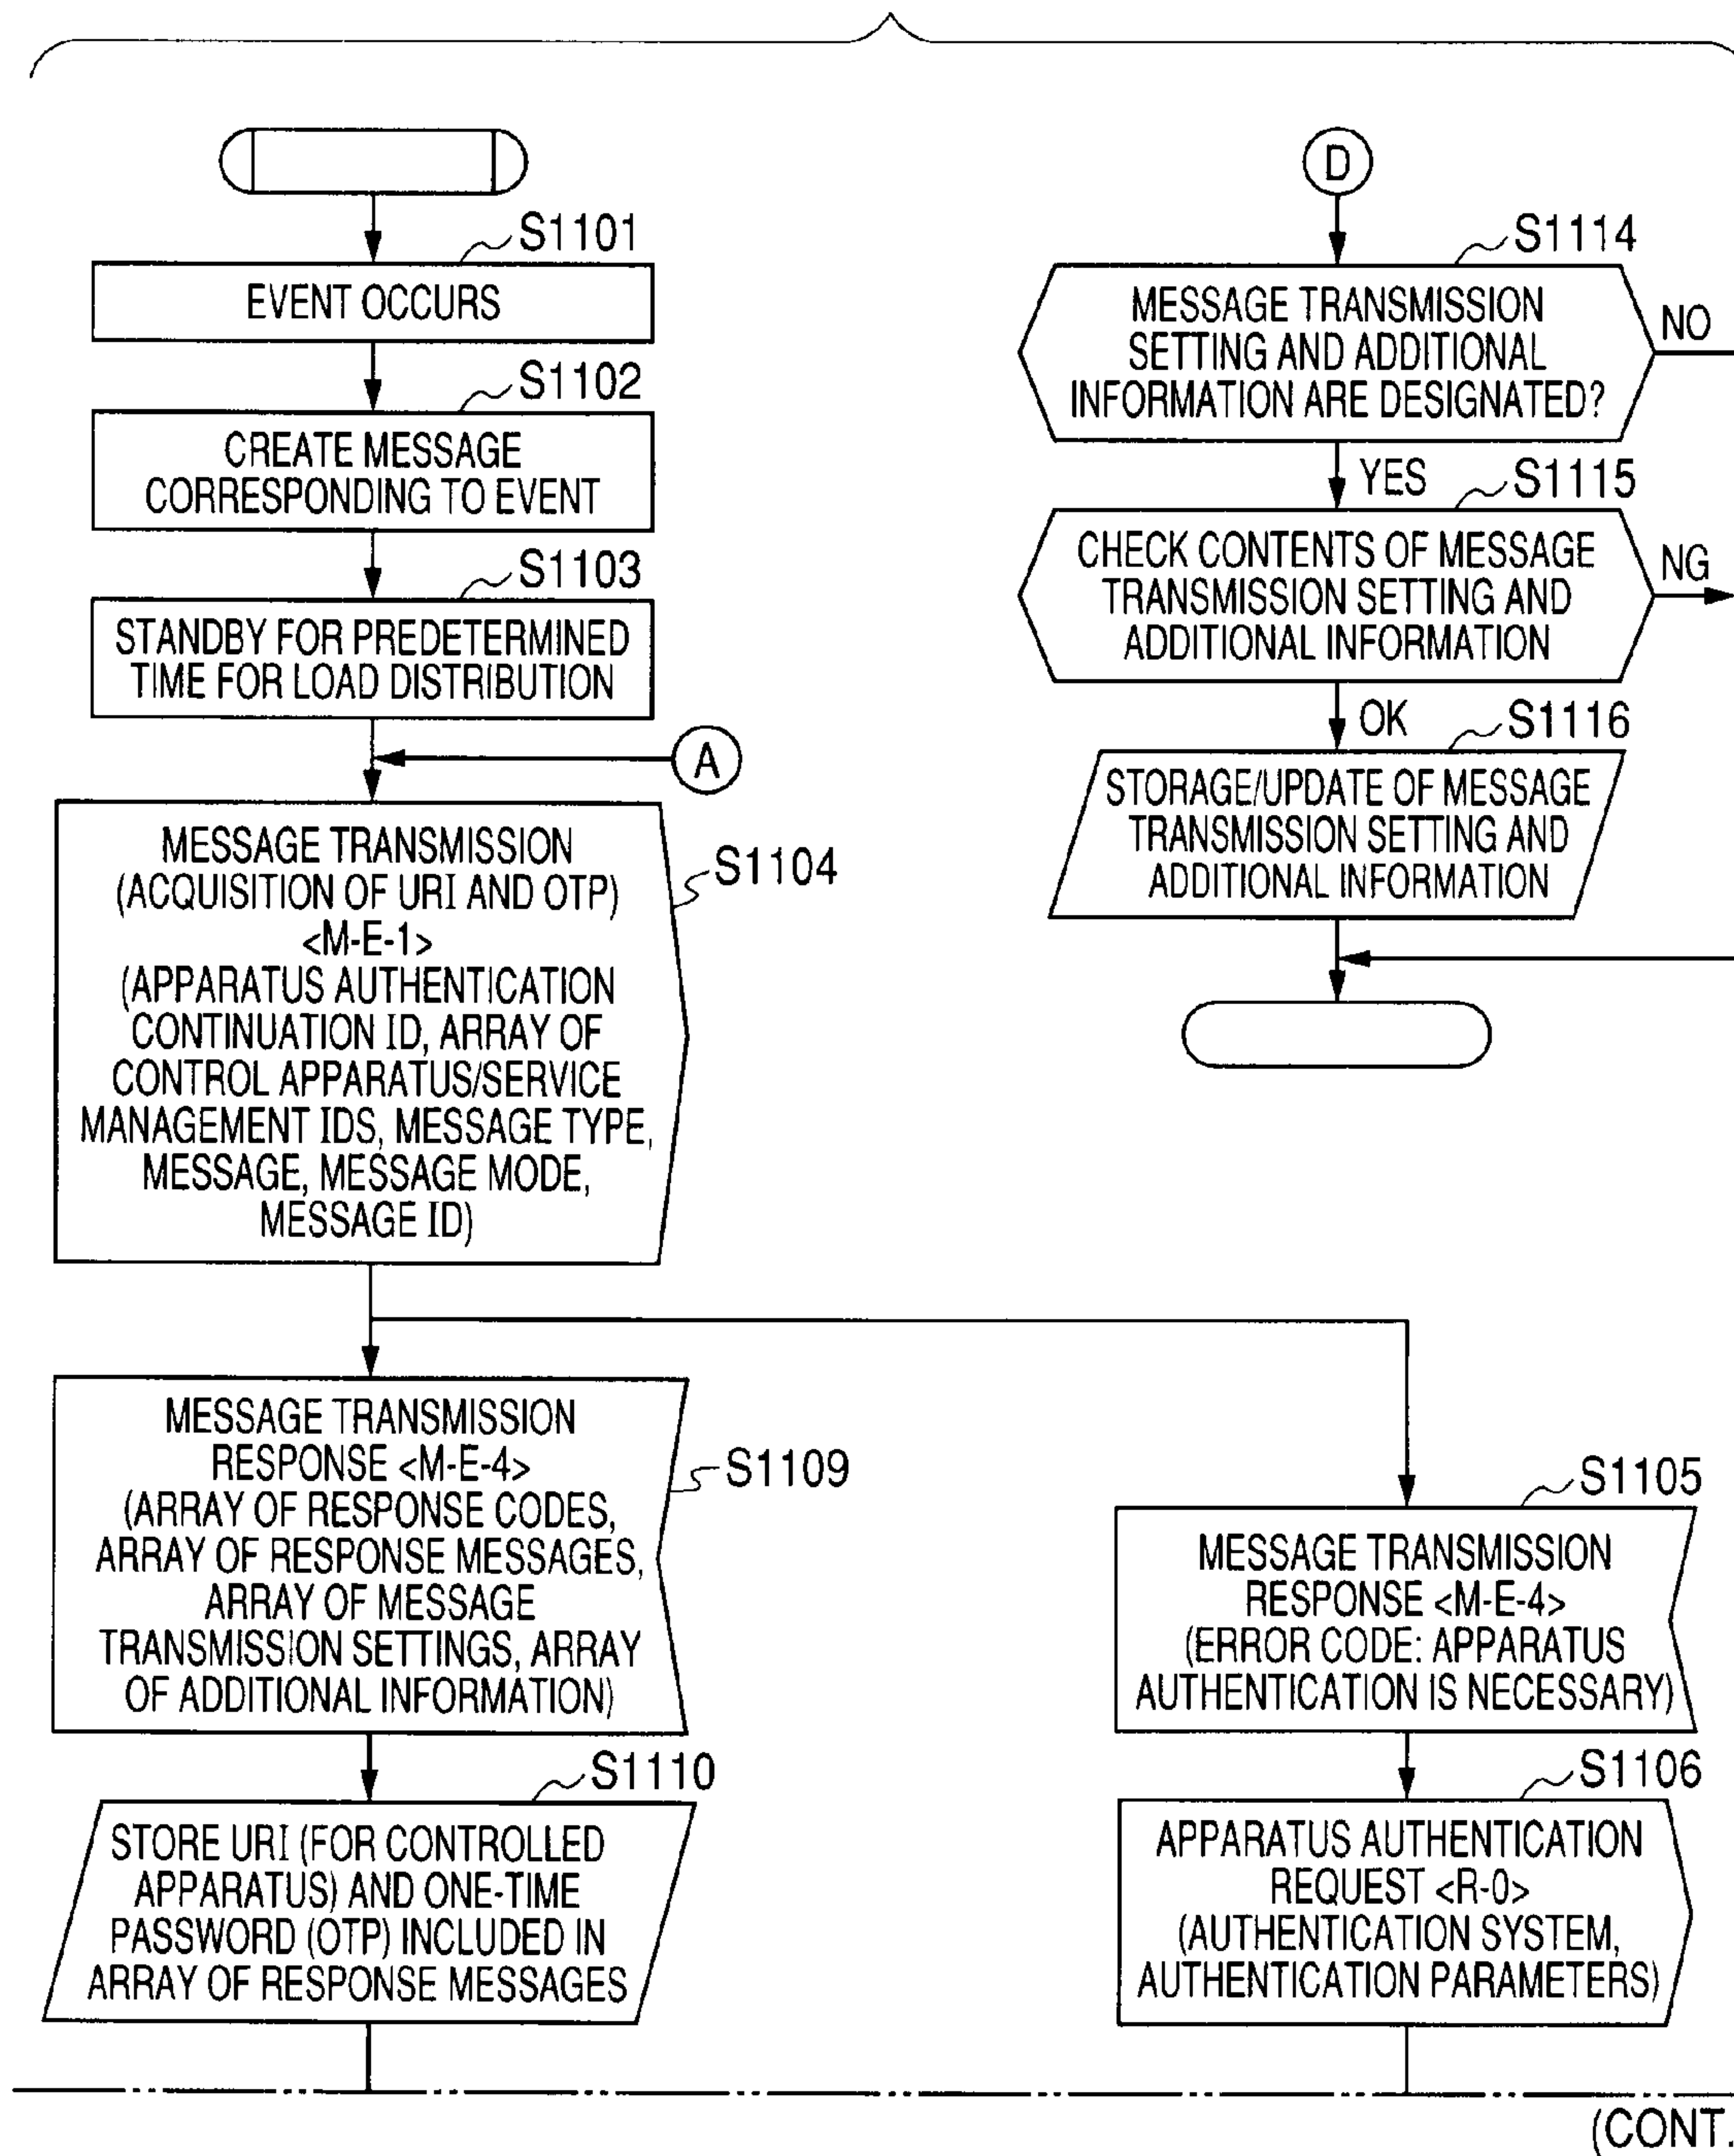 S1101
EVENT OCCURS
S1102
CREATE MESSAGE
CORRESPONDING TO EVENT
S1103
STANDBY FOR PREDETERMINED
TIME FOR LOAD DISTRIBUTION
A
MESSAGE TRANSMISSION
(ACQUISITION OF URI AND OTP)
<M-E-1>
(APPARATUS AUTHENTICATION
CONTINUATION ID, ARRAY OF
CONTROL APPARATUS/SERVICE
MANAGEMENT IDS, MESSAGE TYPE,
MESSAGE, MESSAGE MODE,
MESSAGE ID)
S1104
MESSAGE TRANSMISSION
RESPONSE <M-E-4>
(ARRAY OF RESPONSE CODES,
ARRAY OF RESPONSE MESSAGES,
ARRAY OF MESSAGE
TRANSMISSION SETTINGS, ARRAY
OF ADDITIONAL INFORMATION)
S1109
S1110
STORE URI (FOR CONTROLLED
APPARATUS) AND ONE-TIME
PASSWORD (OTP) INCLUDED IN
ARRAY OF RESPONSE MESSAGES
D
S1114
MESSAGE TRANSMISSION
SETTING AND ADDITIONAL
INFORMATION ARE DESIGNATED?
NO
YES
S1115
CHECK CONTENTS OF MESSAGE
TRANSMISSION SETTING AND
ADDITIONAL INFORMATION
NG
OK
S1116
STORAGE/UPDATE OF MESSAGE
TRANSMISSION SETTING AND
ADDITIONAL INFORMATION
S1105
MESSAGE TRANSMISSION
RESPONSE <M-E-4>
(ERROR CODE: APPARATUS
AUTHENTICATION IS NECESSARY)
S1106
APPARATUS AUTHENTICATION
REQUEST <R-0>
(AUTHENTICATION SYSTEM,
AUTHENTICATION PARAMETERS)
(CONT.